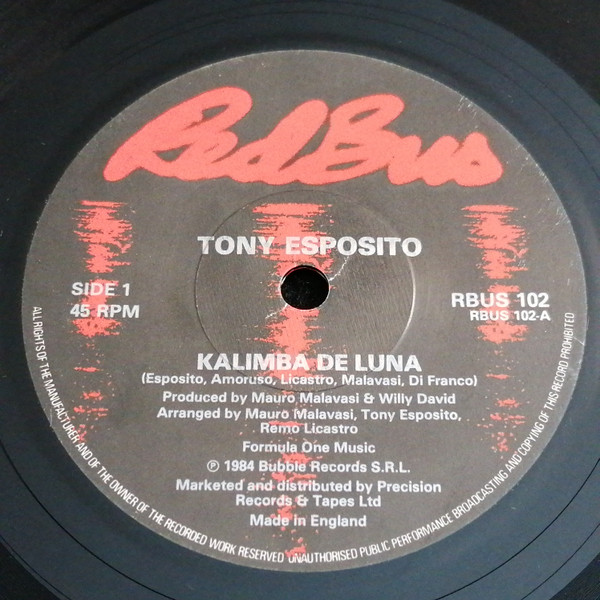 Red Bus
TONY ESPOSITO
SIDE 1
45 RPM
RBUS 102
RBUS 102-A
KALIMBA DE LUNA
(Esposito, Amoruso, Licastro, Malavasi, Di Franco)
Produced by Mauro Malavasi & Willy David
Arranged by Mauro Malavasi, Tony Esposito,
Remo Licastro
Formula One Music
℗ 1984 Bubble Records S.R.L.
Marketed and distributed by Precision
Records & Tapes Ltd
Made in England
ALL RIGHTS OF THE MANUFACTURER AND OF THE OWNER OF THE RECORDED WORK RESERVED UNAUTHORISED PUBLIC PERFORMANCE BROADCASTING AND COPYING OF THIS RECORD PROHIBITED